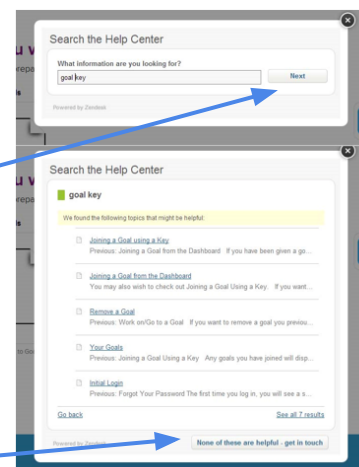 Search the Help Center
What information are you looking for?
goal key
Next
Powered by Zendesk
Search the Help Center
goal key
We found the following topics that might be helpful:
Joining a Goal using a Key
Previous: Joining a Goal from the Dashboard If you have been given a go...
Joining a Goal from the Dashboard
You may also wish to check out Joining a Goal Using a Key. If you want...
Remove a Goal
Previous: Work on/Go to a Goal If you want to remove a goal you previou...
Your Goals
Previous: Joining a Goal Using a Key Any goals you have joined will disp...
Initial Login
Previous: Forgot Your Password The first time you log in, you will see a s...
Go back
See all 7 results
Powered by Zendesk
None of these are helpful - get in touch